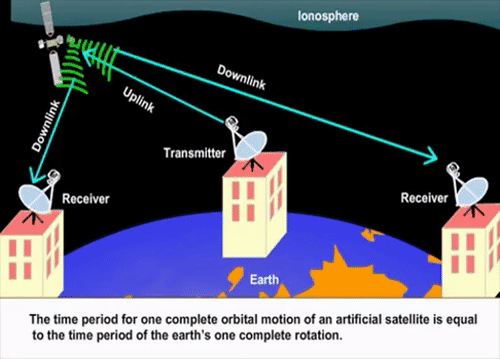 Ionosphere
Downlink
Uplink
Downlink
Transmitter
Receiver
Receiver
Earth
The time period for one complete orbital motion of an artificial satellite is equal
to the time period of the earth's one complete rotation.